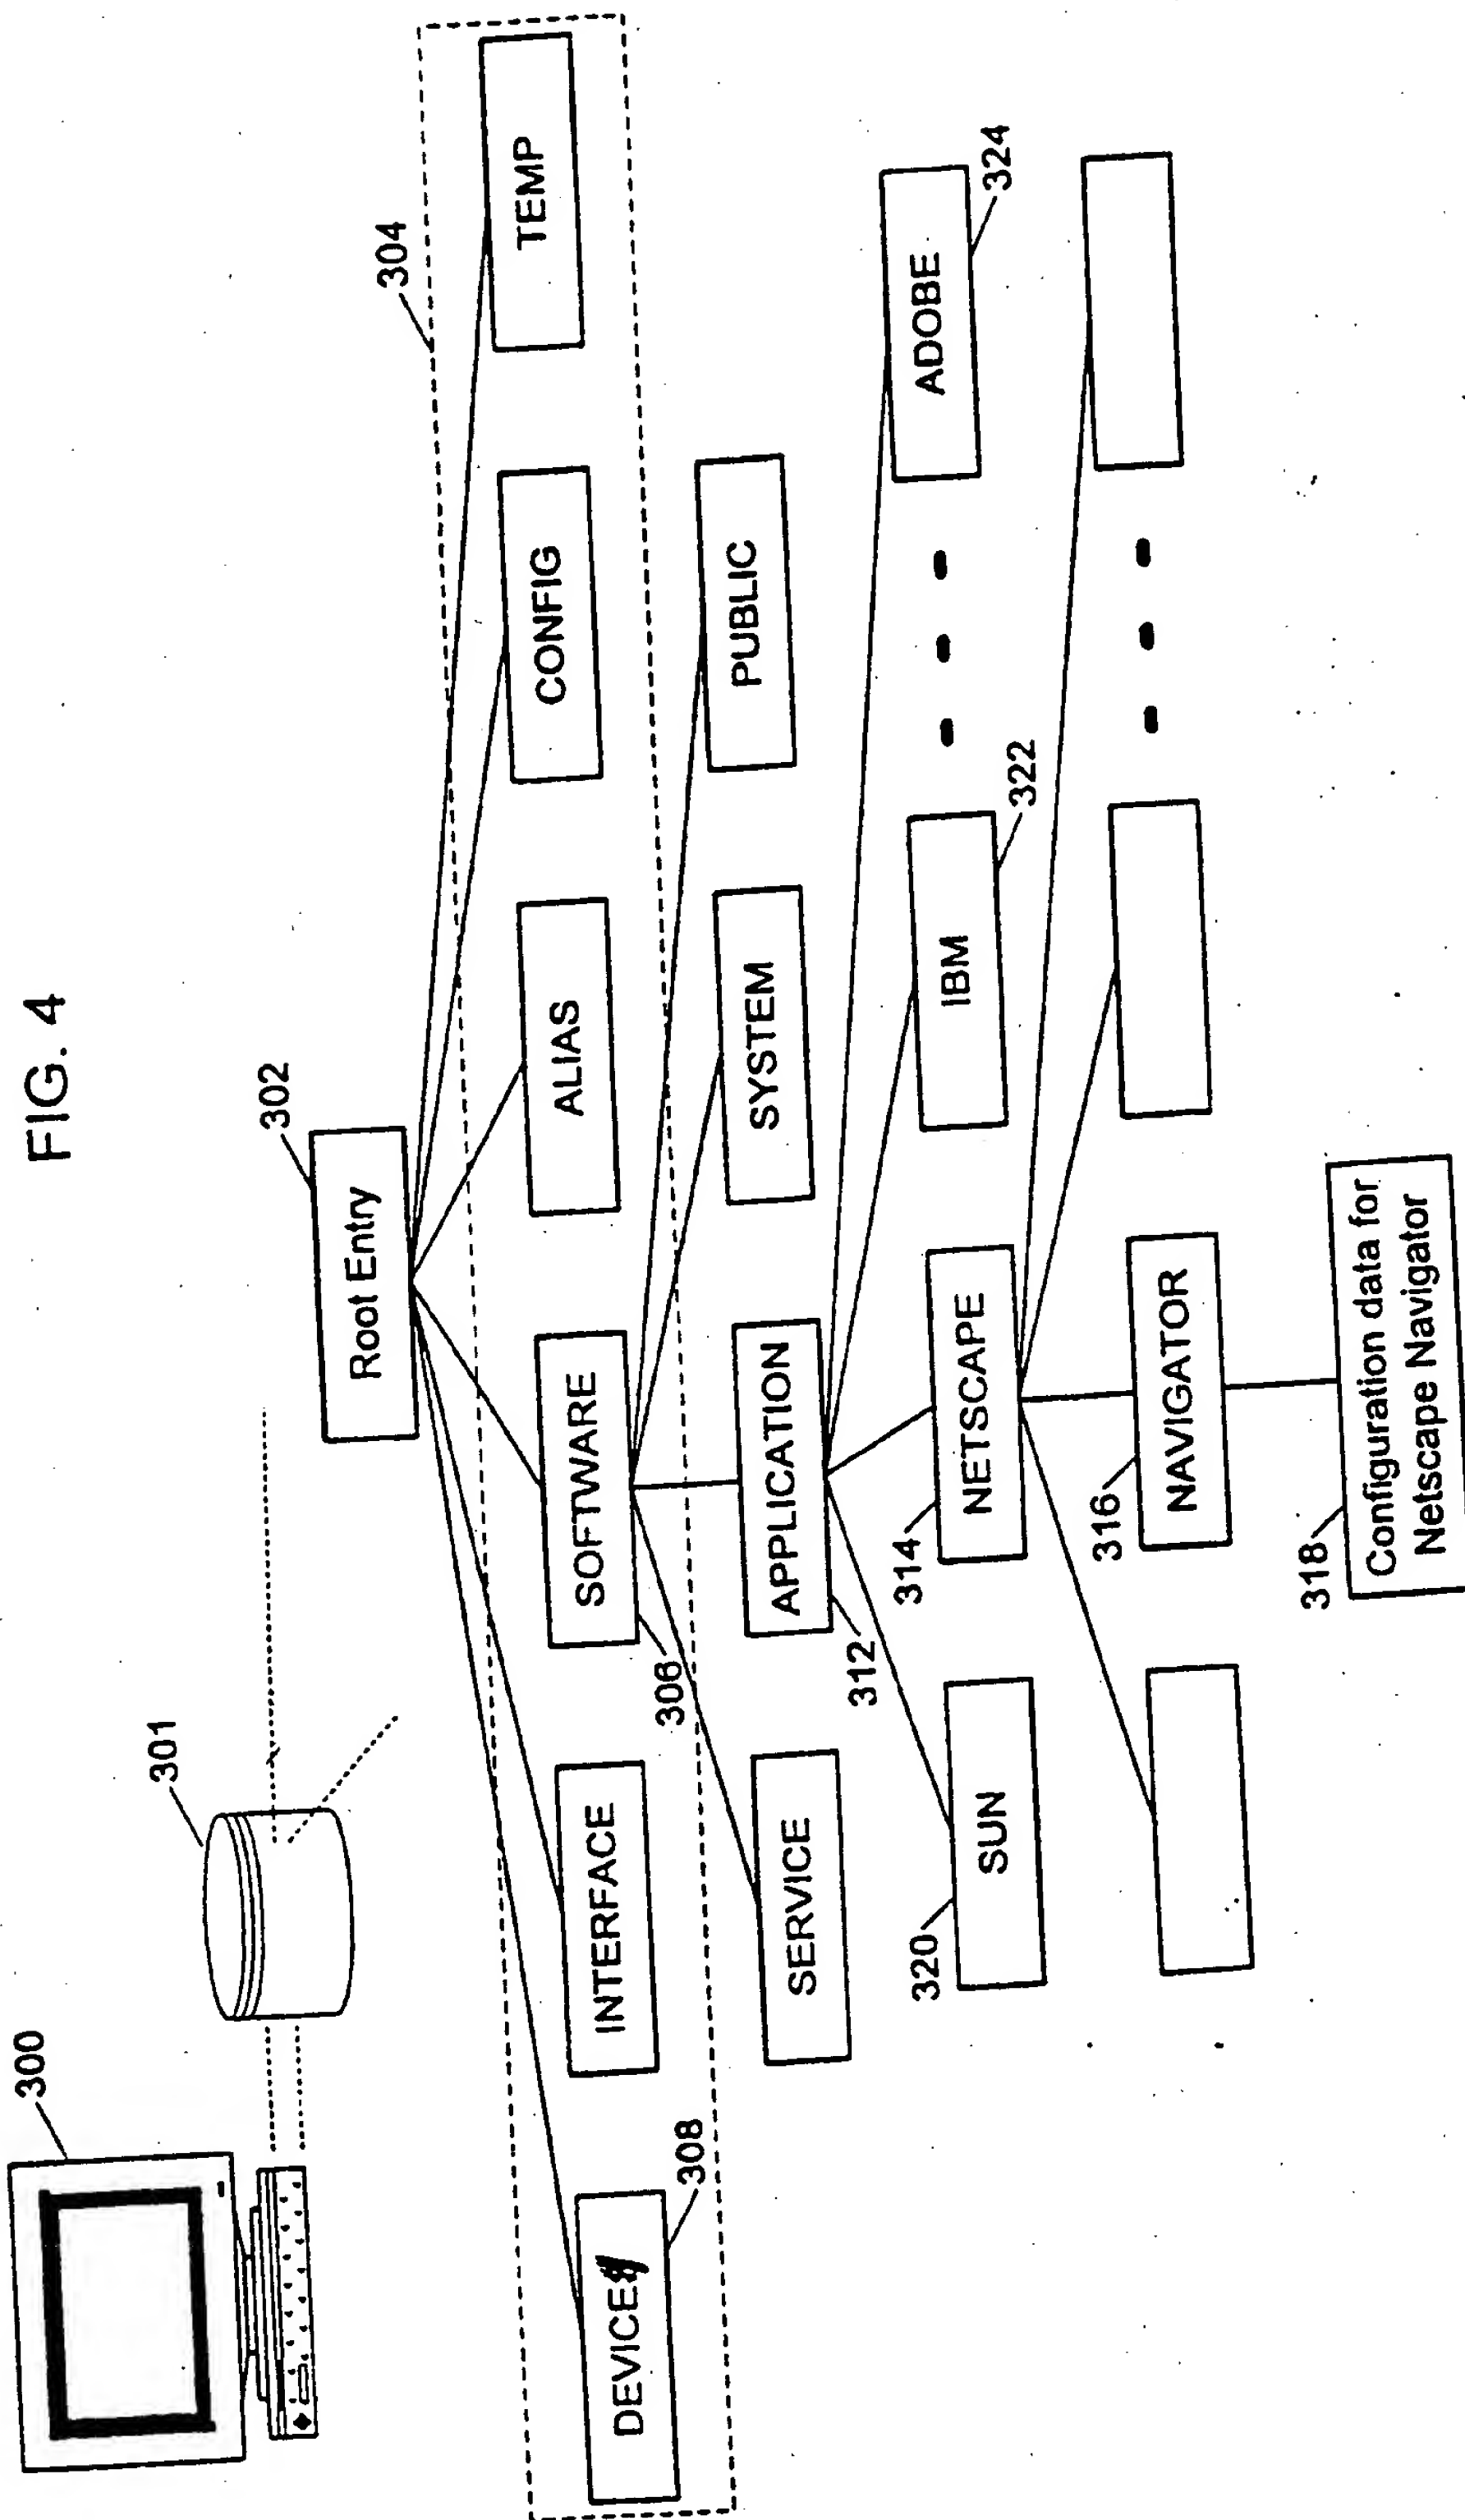 FIG. 4
300
301
302
Root Entry
304
DEVICE
INTERFACE
SOFTWARE
ALIAS
CONFIG
TEMP
308
306
SERVICE
APPLICATION
SYSTEM
PUBLIC
312
314
320
SUN
NETSCAPE
IBM
ADOBE
322
324
316
NAVIGATOR
318
Configuration data for
Netscape Navigator